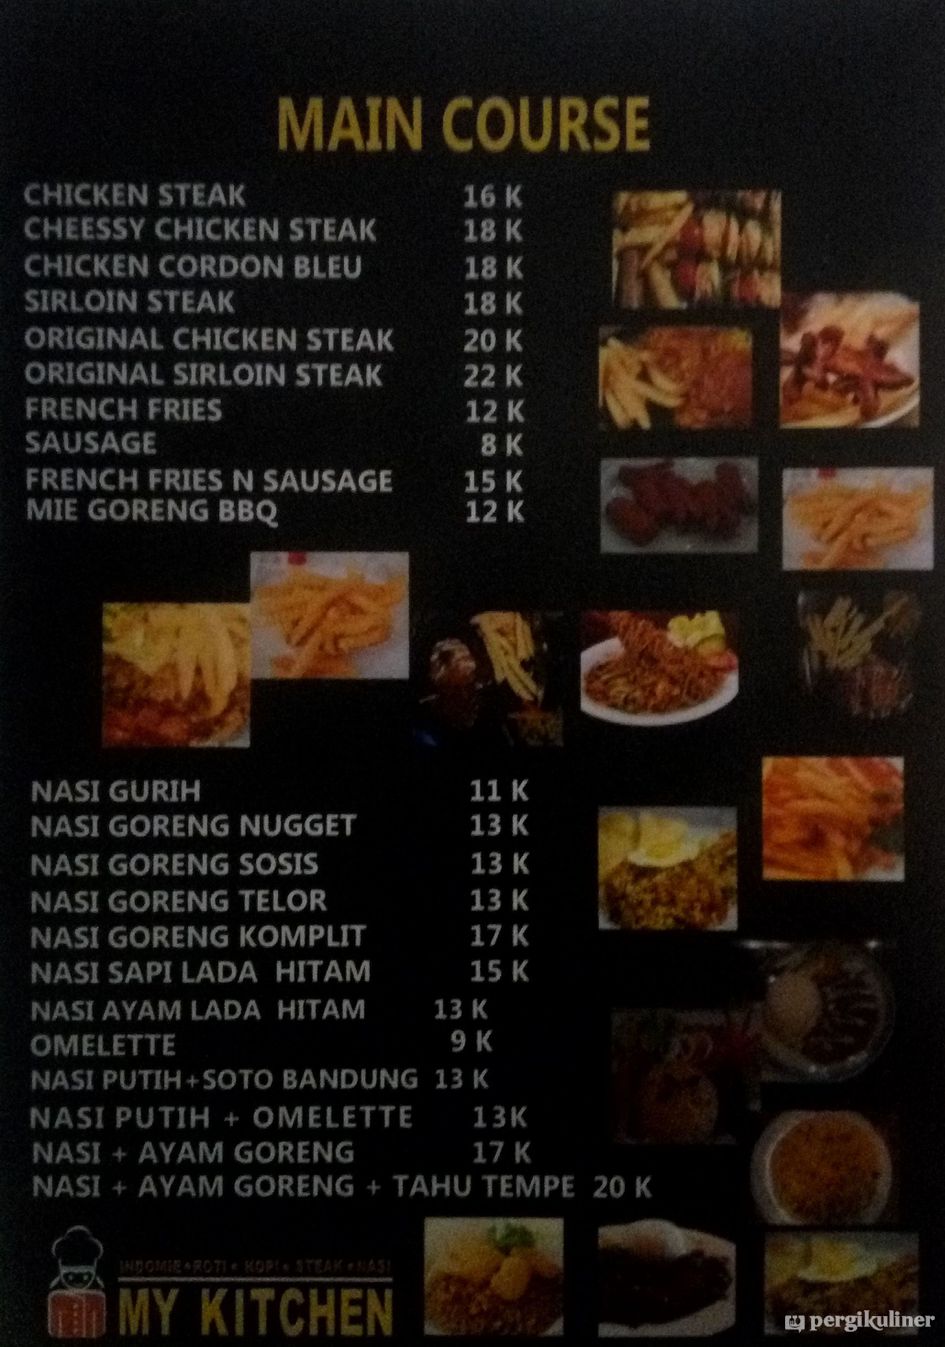 MAIN COURSE
CHICKEN STEAK 16 K
CHEESSY CHICKEN STEAK 18 K
CHICKEN CORDON BLEU 18 K
SIRLOIN STEAK 18 K
ORIGINAL CHICKEN STEAK 20 K
ORIGINAL SIRLOIN STEAK 22 K
FRENCH FRIES 12 K
SAUSAGE 8 K
FRENCH FRIES N SAUSAGE 15 K
MIE GORENG BBQ 12 K
NASI GURIH 11 K
NASI GORENG NUGGET 13 K
NASI GORENG SOSIS 13 K
NASI GORENG TELOR 13 K
NASI GORENG KOMPLIT 17 K
NASI SAPI LADA HITAM 15 K
NASI AYAM LADA HITAM 13 K
OMELETTE 9 K
NASI PUTIH+SOTO BANDUNG 13 K
NASI PUTIH + OMELETTE 13K
NASI + AYAM GORENG 17 K
NASI + AYAM GORENG + TAHU TEMPE 20 K
INDOMIE•ROTI•KOPI•STEAK•NASI
MY KITCHEN
pergikuliner